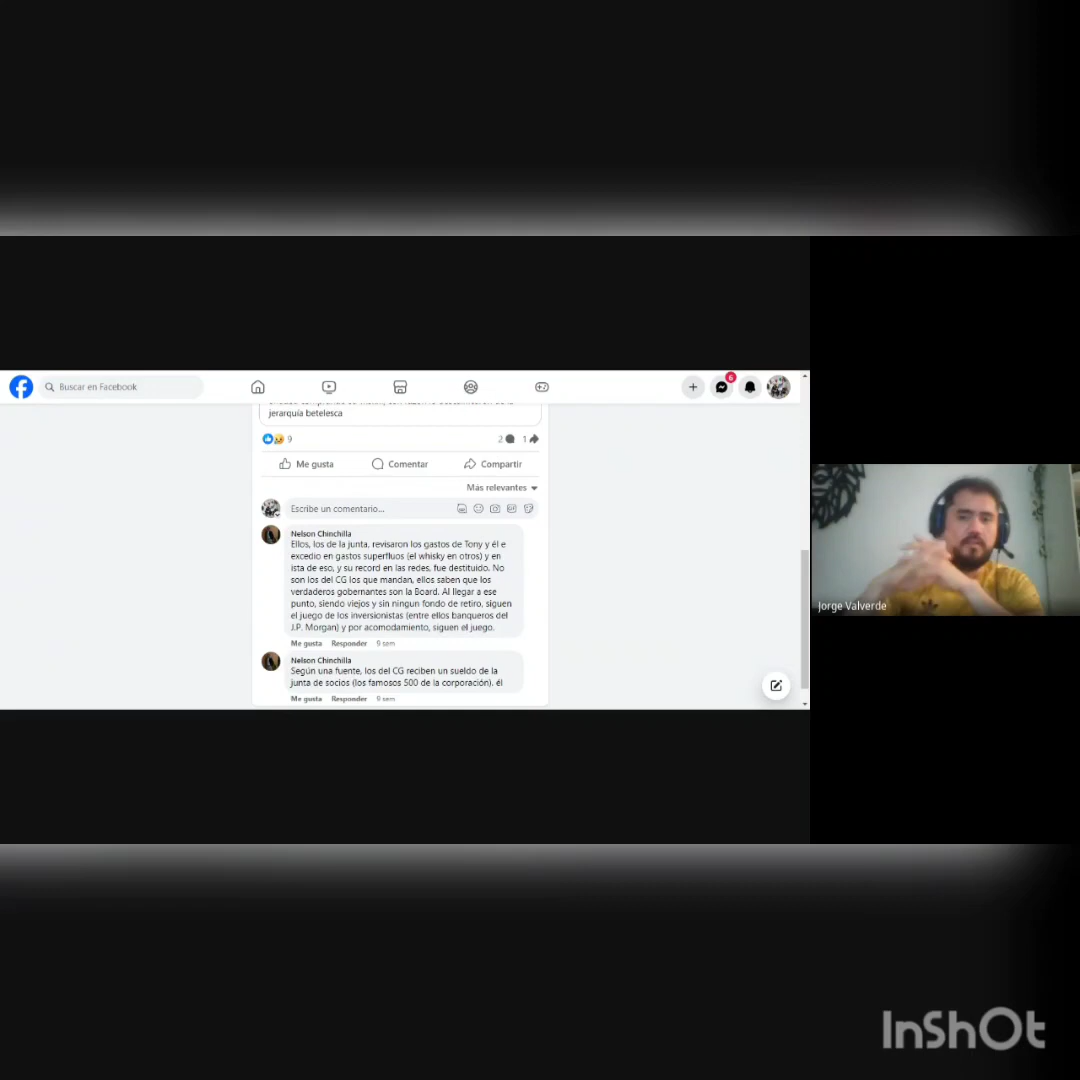 Buscar en Facebook
6
jerarquía betelesca
9
2 1
Me gusta Comentar Compartir
Más relevantes
Escribe un comentario...
Nelson Chinchilla
Ellos, los de la junta, revisaron los gastos de Tony y él e
excedio en gastos superfluos (el whisky en otros) y en
ista de eso, y su record en las redes, fue destituido. No
son los del CG los que mandan, ellos saben que los
verdaderos gobernantes son la Board. Al llegar a ese
punto, siendo viejos y sin ningun fondo de retiro, siguen
el juego de los inversionistas (entre ellos banqueros del
J.P. Morgan) y por acomodamiento, siguen el juego.
Me gusta Responder 9 sem
Nelson Chinchilla
Según una fuente, los del CG reciben un sueldo de la
junta de socios (los famosos 500 de la corporación). él
Me gusta Responder 9 sem
Jorge Valverde
InShOt